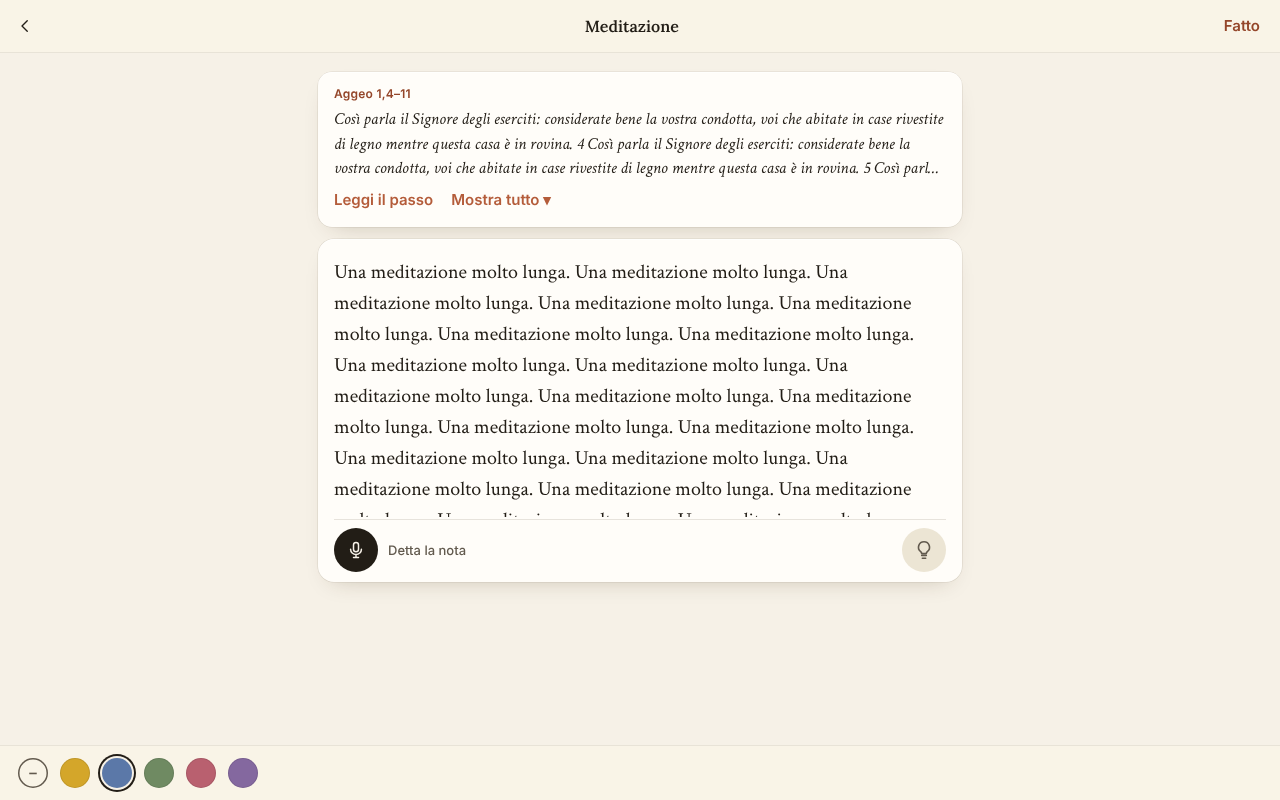 Meditazione
Fatto
Aggeo 1,4–11
Così parla il Signore degli eserciti: considerate bene la vostra condotta, voi che abitate in case rivestite
di legno mentre questa casa è in rovina. 4 Così parla il Signore degli eserciti: considerate bene la
vostra condotta, voi che abitate in case rivestite di legno mentre questa casa è in rovina. 5 Così parl...
Leggi il passo Mostra tutto ▾
Una meditazione molto lunga. Una meditazione molto lunga. Una
meditazione molto lunga. Una meditazione molto lunga. Una meditazione
molto lunga. Una meditazione molto lunga. Una meditazione molto lunga.
Una meditazione molto lunga. Una meditazione molto lunga. Una
meditazione molto lunga. Una meditazione molto lunga. Una meditazione
molto lunga. Una meditazione molto lunga. Una meditazione molto lunga.
Una meditazione molto lunga. Una meditazione molto lunga. Una
meditazione molto lunga. Una meditazione molto lunga. Una meditazione
Detta la nota